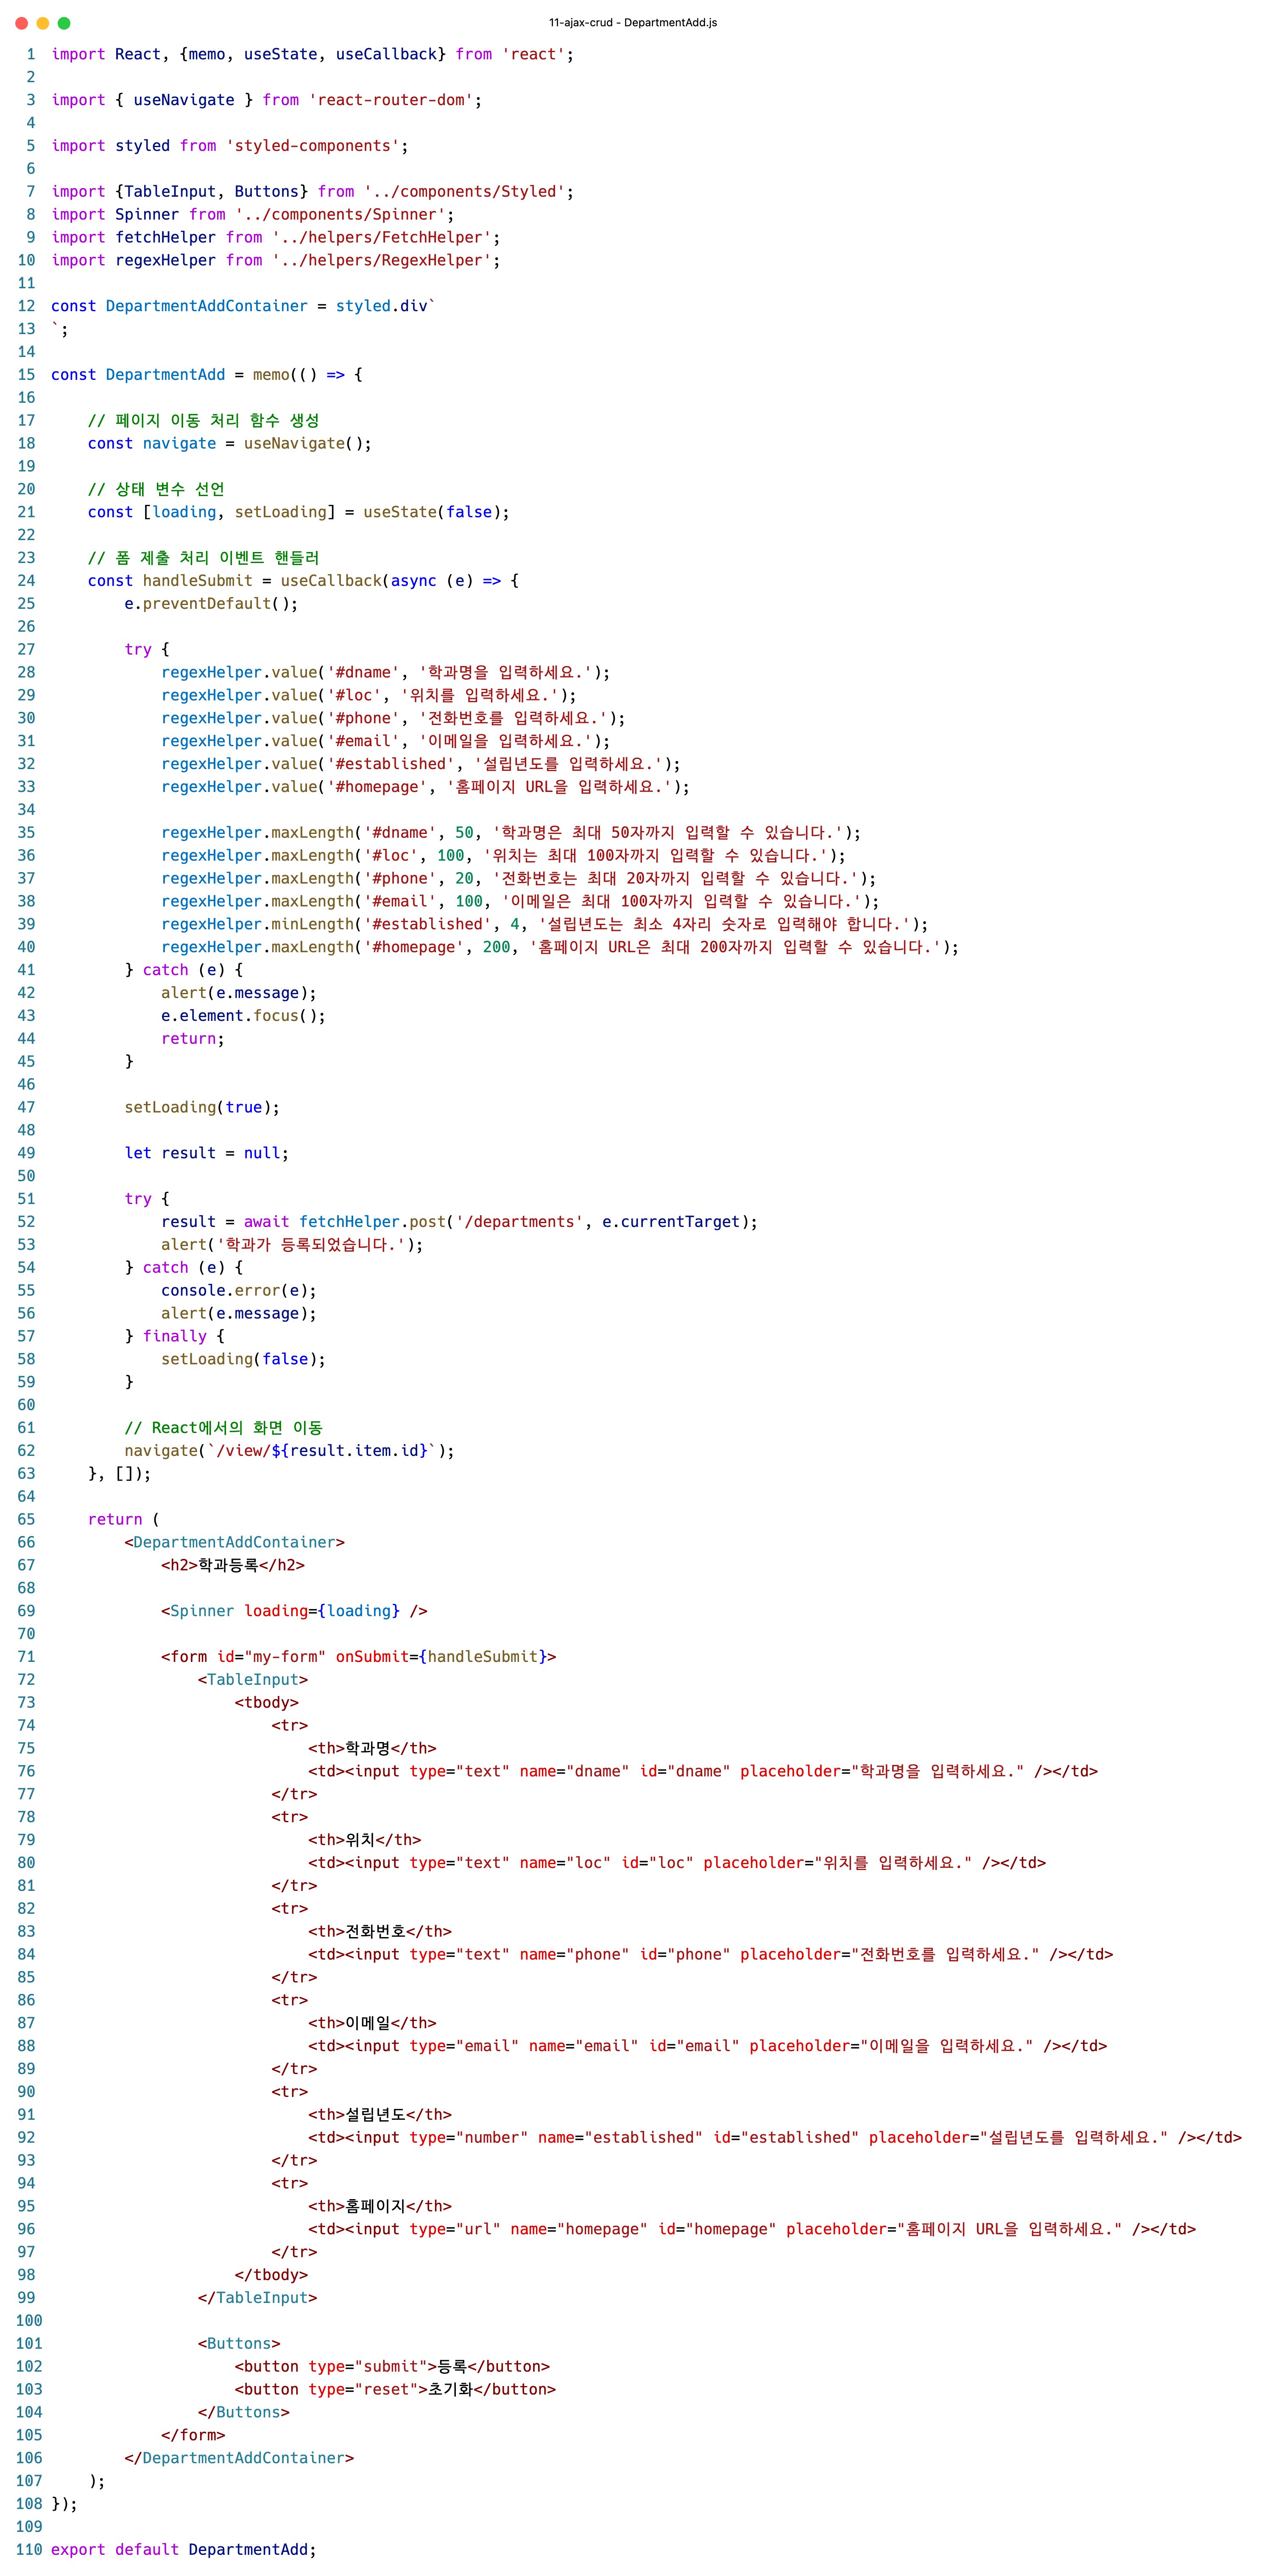 11-ajax-crud - DepartmentAdd.js
1 import React, {memo, useState, useCallback} from 'react';
2
3 import { useNavigate } from 'react-router-dom';
4
5 import styled from 'styled-components';
6
7 import {TableInput, Buttons} from '../components/Styled';
8 import Spinner from '../components/Spinner';
9 import fetchHelper from '../helpers/FetchHelper';
10 import regexHelper from '../helpers/RegexHelper';
11
12 const DepartmentAddContainer = styled.div`
13 `;
14
15 const DepartmentAdd = memo(() => {
16
17     // 페이지 이동 처리 함수 생성
18     const navigate = useNavigate();
19
20     // 상태 변수 선언
21     const [loading, setLoading] = useState(false);
22
23     // 폼 제출 처리 이벤트 핸들러
24     const handleSubmit = useCallback(async (e) => {
25         e.preventDefault();
26
27         try {
28             regexHelper.value('#dname', '학과명을 입력하세요.');
29             regexHelper.value('#loc', '위치를 입력하세요.');
30             regexHelper.value('#phone', '전화번호를 입력하세요.');
31             regexHelper.value('#email', '이메일을 입력하세요.');
32             regexHelper.value('#established', '설립년도를 입력하세요.');
33             regexHelper.value('#homepage', '홈페이지 URL을 입력하세요.');
34
35             regexHelper.maxLength('#dname', 50, '학과명은 최대 50자까지 입력할 수 있습니다.');
36             regexHelper.maxLength('#loc', 100, '위치는 최대 100자까지 입력할 수 있습니다.');
37             regexHelper.maxLength('#phone', 20, '전화번호는 최대 20자까지 입력할 수 있습니다.');
38             regexHelper.maxLength('#email', 100, '이메일은 최대 100자까지 입력할 수 있습니다.');
39             regexHelper.minLength('#established', 4, '설립년도는 최소 4자리 숫자로 입력해야 합니다.');
40             regexHelper.maxLength('#homepage', 200, '홈페이지 URL은 최대 200자까지 입력할 수 있습니다.');
41         } catch (e) {
42             alert(e.message);
43             e.element.focus();
44             return;
45         }
46
47         setLoading(true);
48
49         let result = null;
50
51         try {
52             result = await fetchHelper.post('/departments', e.currentTarget);
53             alert('학과가 등록되었습니다.');
54         } catch (e) {
55             console.error(e);
56             alert(e.message);
57         } finally {
58             setLoading(false);
59         }
60
61         // React에서의 화면 이동
62         navigate(`/view/${result.item.id}`);
63     }, []);
64
65     return (
66         <DepartmentAddContainer>
67             <h2>학과등록</h2>
68
69             <Spinner loading={loading} />
70
71             <form id="my-form" onSubmit={handleSubmit}>
72                 <TableInput>
73                     <tbody>
74                         <tr>
75                             <th>학과명</th>
76                             <td><input type="text" name="dname" id="dname" placeholder="학과명을 입력하세요." /></td>
77                         </tr>
78                         <tr>
79                             <th>위치</th>
80                             <td><input type="text" name="loc" id="loc" placeholder="위치를 입력하세요." /></td>
81                         </tr>
82                         <tr>
83                             <th>전화번호</th>
84                             <td><input type="text" name="phone" id="phone" placeholder="전화번호를 입력하세요." /></td>
85                         </tr>
86                         <tr>
87                             <th>이메일</th>
88                             <td><input type="email" name="email" id="email" placeholder="이메일을 입력하세요." /></td>
89                         </tr>
90                         <tr>
91                             <th>설립년도</th>
92                             <td><input type="number" name="established" id="established" placeholder="설립년도를 입력하세요." /></td>
93                         </tr>
94                         <tr>
95                             <th>홈페이지</th>
96                             <td><input type="url" name="homepage" id="homepage" placeholder="홈페이지 URL을 입력하세요." /></td>
97                         </tr>
98                     </tbody>
99                 </TableInput>
100
101                 <Buttons>
102                     <button type="submit">등록</button>
103                     <button type="reset">초기화</button>
104                 </Buttons>
105             </form>
106         </DepartmentAddContainer>
107     );
108 });
109
110 export default DepartmentAdd;